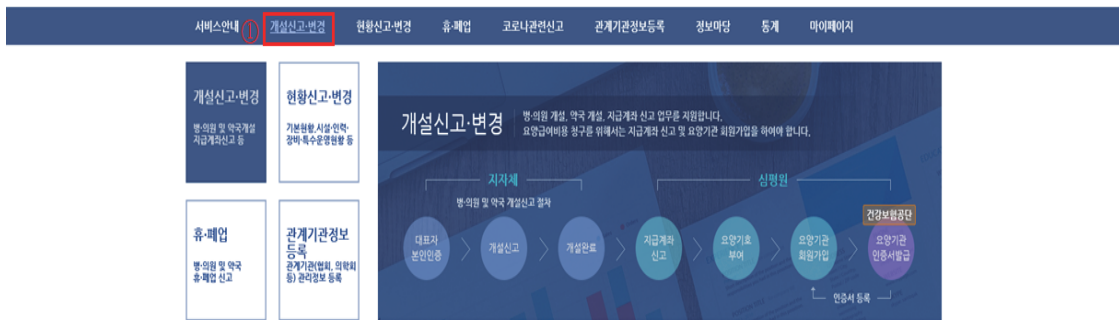 서비스안내 ① 개설신고·변경 현황신고·변경 휴·폐업 코로나관련신고 관계기관정보등록 정보마당 통계 마이페이지
개설신고·변경
병·의원 및 약국개설
지급계좌신고 등
현황신고·변경
기본현황,시설·인력·
장비·특수운영현황 등
휴·폐업
병·의원 및 약국
휴·폐업 신고
관계기관정보
등록
관계기관(협회, 의학회
등) 관리정보 등록
개설신고·변경
병·의원 개설, 약국 개설, 지급계좌 신고 업무를 지원합니다.
요양급여비용 청구를 위해서는 지급계좌 신고 및 요양기관 회원가입을 하여야 합니다.
지자체
병·의원 및 약국 개설신고 절차
심평원
건강보험공단
대표자
본인인증
개설신고
개설완료
지급계좌
신고
요양기호
부여
요양기관
회원가입
요양기관
인증서발급
인증서 등록